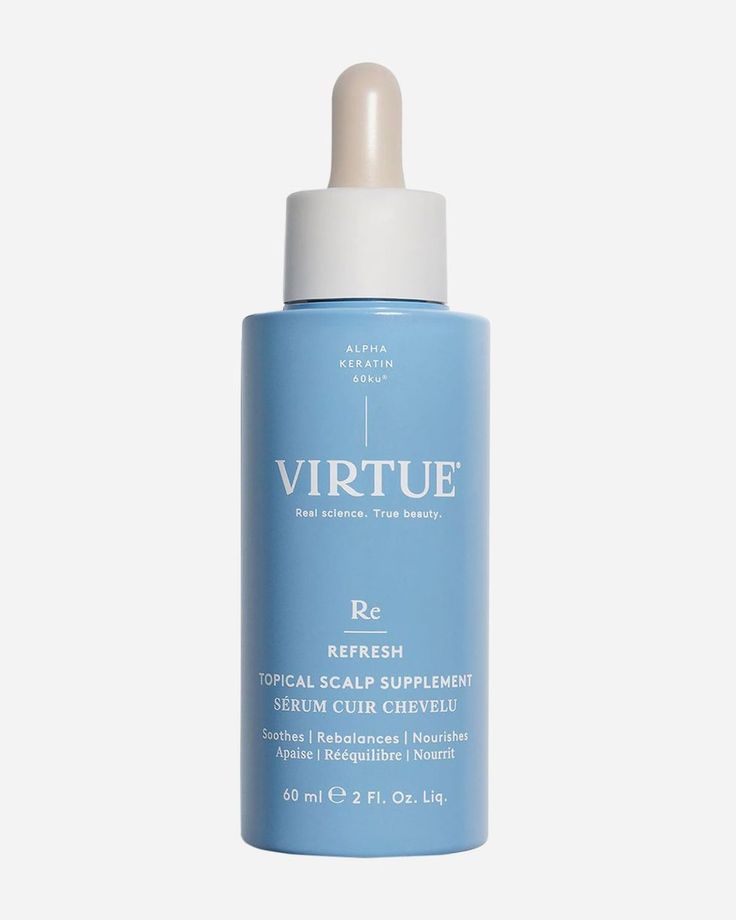 ALPHA
KERATIN
60ku®
VIRTUE®
Real science. True beauty.
Re
REFRESH
TOPICAL SCALP SUPPLEMENT
SÉRUM CUIR CHEVELU
Soothes | Rebalances | Nourishes
Apaise | Rééquilibre | Nourrit
60 ml ℮ 2 Fl. Oz. Liq.